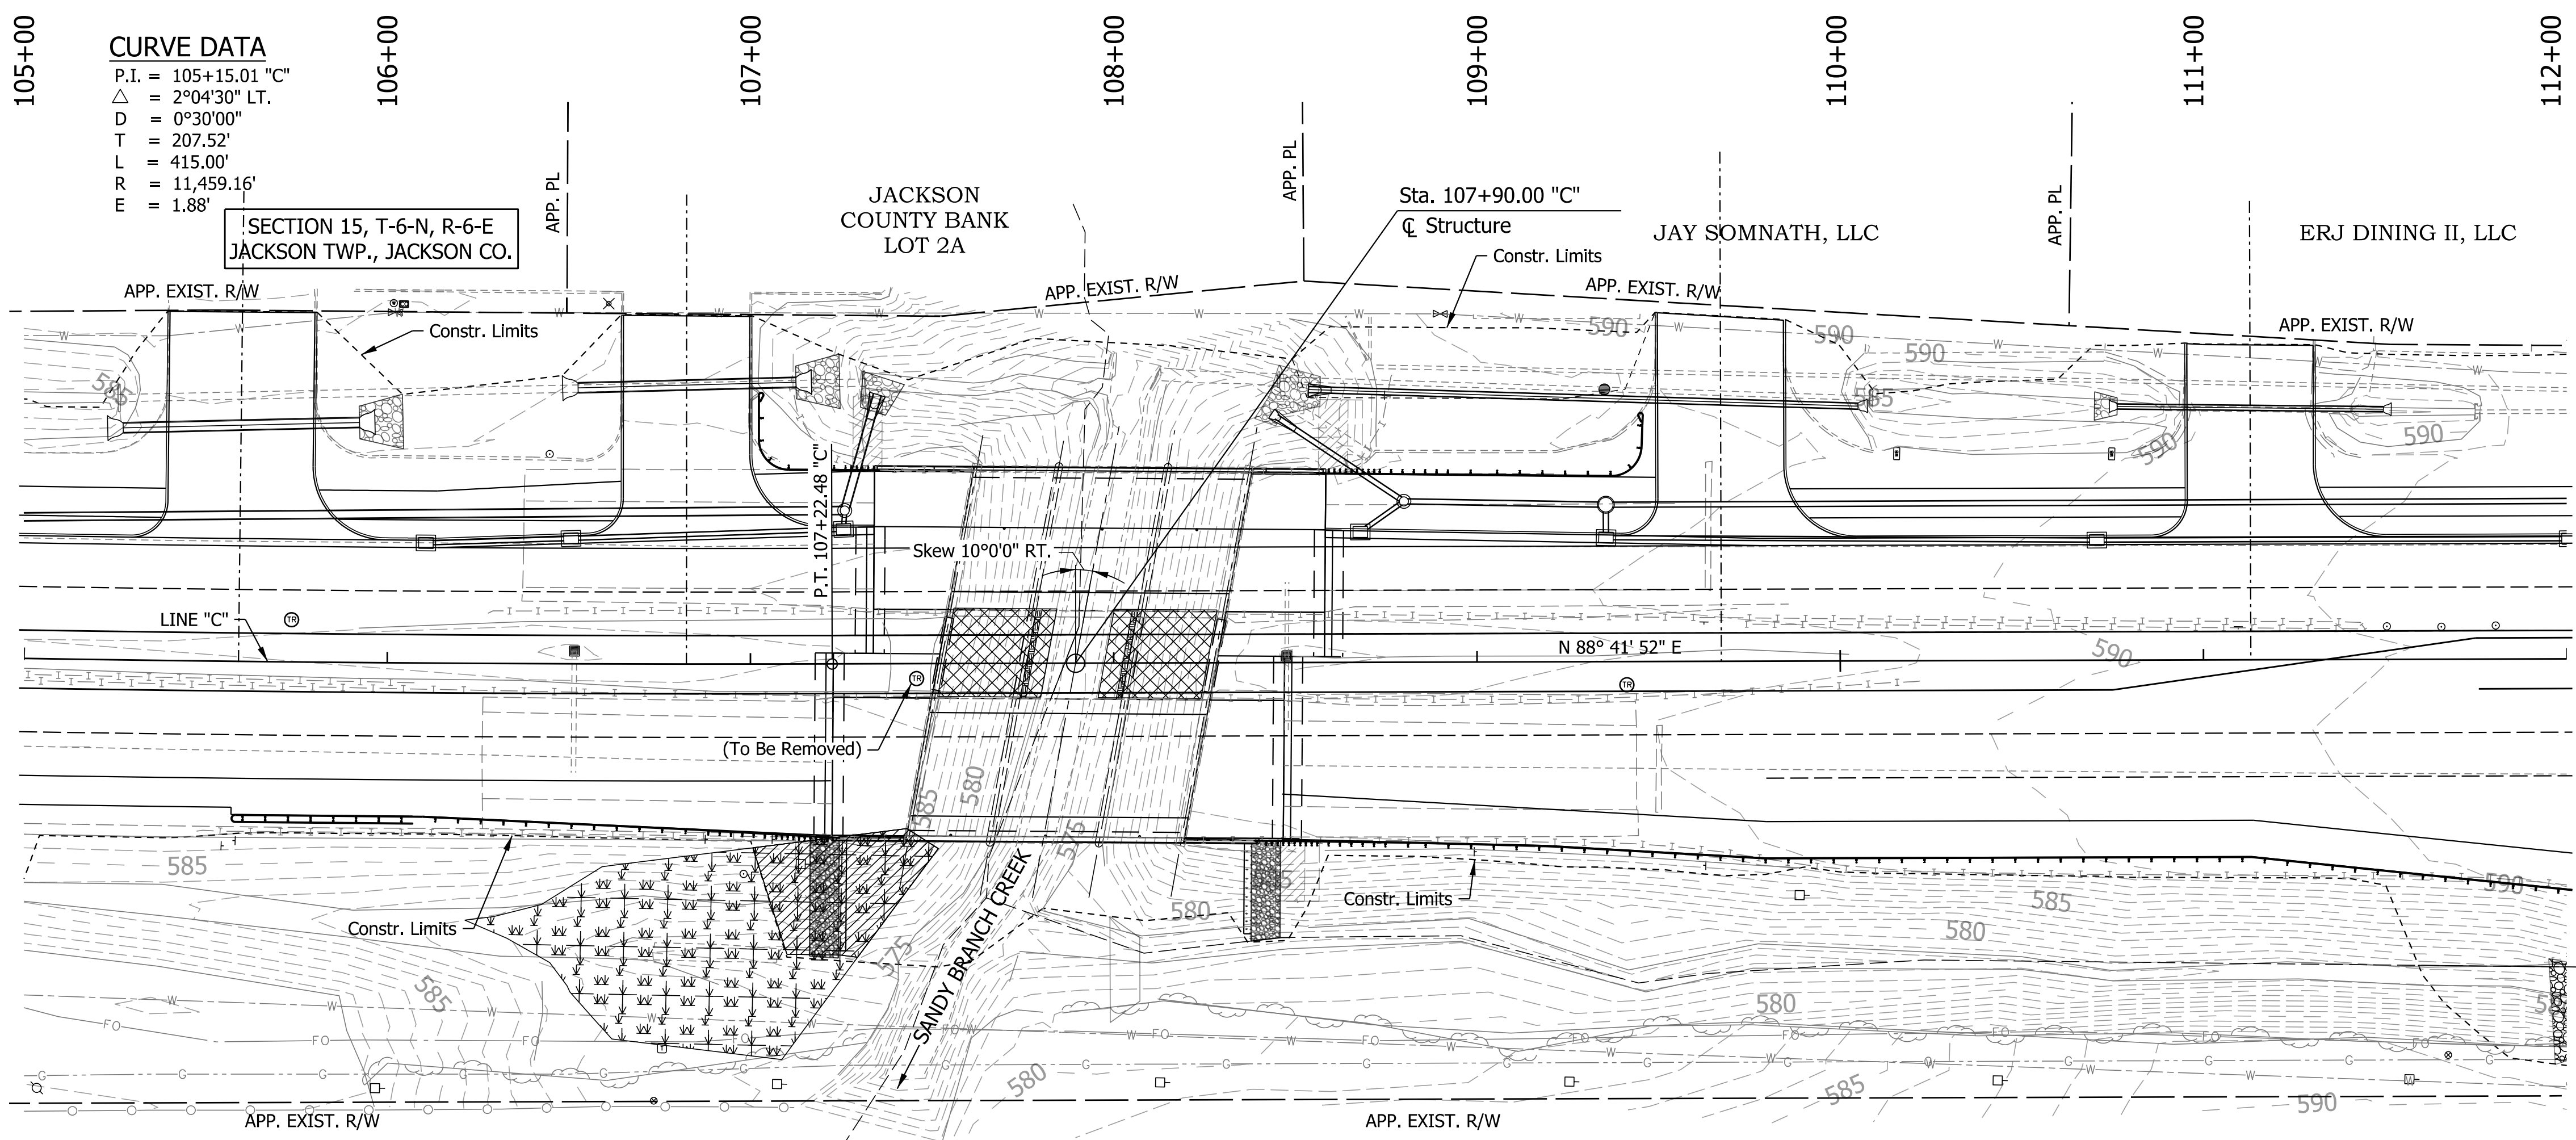 105+00
106+00
107+00
108+00
109+00
110+00
111+00
112+00
CURVE DATA
P.I. = 105+15.01 "C"
△ = 2°04'30" LT.
D = 0°30'00"
T = 207.52'
L = 415.00'
R = 11,459.16'
E = 1.88'
SECTION 15, T-6-N, R-6-E
JACKSON TWP., JACKSON CO.
APP. PL
JACKSON
COUNTY BANK
LOT 2A
APP. PL
Sta. 107+90.00 "C"
℄ Structure
JAY SOMNATH, LLC
APP. PL
ERJ DINING II, LLC
APP. EXIST. R/W
APP. EXIST. R/W
APP. EXIST. R/W
APP. EXIST. R/W
Constr. Limits
Constr. Limits
585
590
590
590
585
590
590
P.T. 107+22.48 "C"
Skew 10°0'0" RT.
LINE "C"
TR
TR
TR
N 88° 41' 52" E
590
(To Be Removed)
585
580
575
585
Constr. Limits
Constr. Limits
580
585
580
590
575
585
SANDY BRANCH CREEK
580
580
585
590
W
FO
G
APP. EXIST. R/W
APP. EXIST. R/W